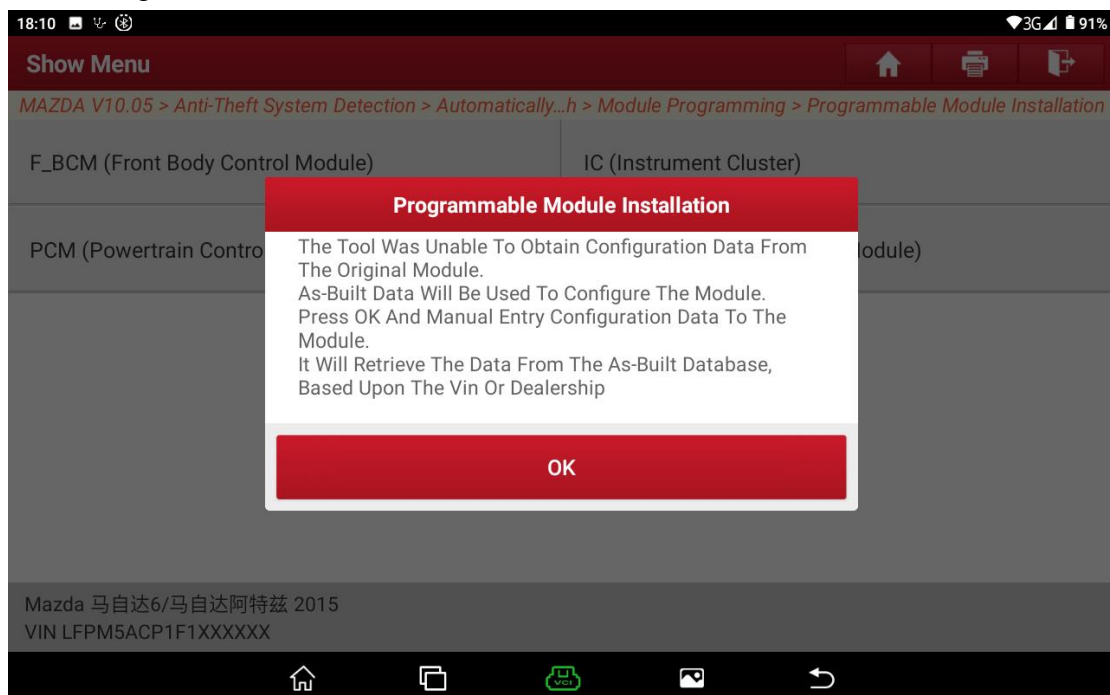 18:10 3G 91%
Show Menu
MAZDA V10.05 > Anti-Theft System Detection > Automatically...h > Module Programming > Programmable Module Installation
F_BCM (Front Body Control Module) IC (Instrument Cluster)
Programmable Module Installation
PCM (Powertrain Contro odule)
The Tool Was Unable To Obtain Configuration Data From
The Original Module.
As-Built Data Will Be Used To Configure The Module.
Press OK And Manual Entry Configuration Data To The
Module.
It Will Retrieve The Data From The As-Built Database,
Based Upon The Vin Or Dealership
OK
Mazda 马自达6/马自达阿特兹 2015
VIN LFPM5ACP1F1XXXXXX
VCI